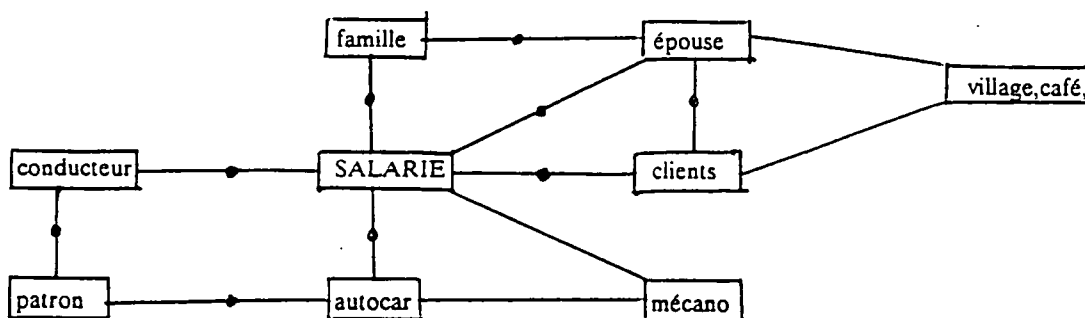 famille épouse
village,café,
conducteur SALARIE clients
patron autocar mécano